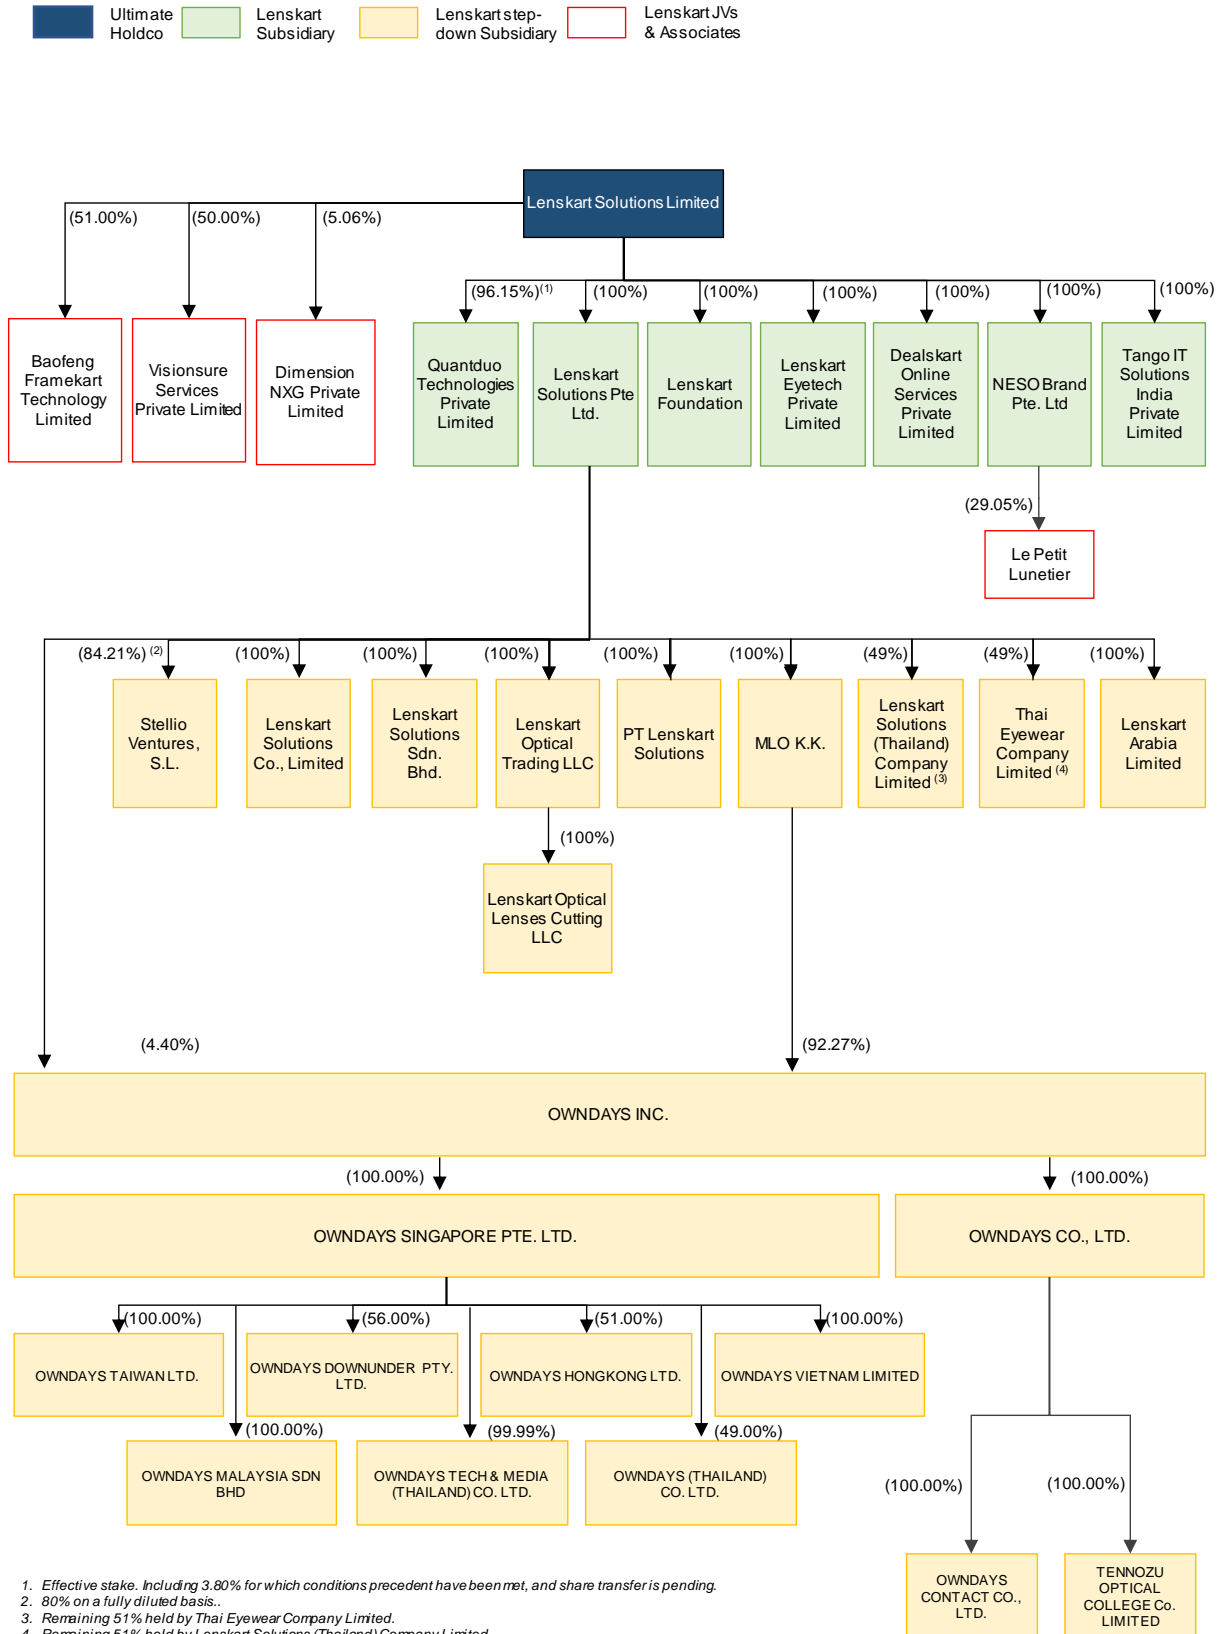 Ultimate
Holdco
Lenskart
Subsidiary
Lenskart step-
down Subsidiary
Lenskart JVs
& Associates
Lenskart Solutions Limited
(51.00%)
(50.00%)
(5.06%)
(96.15%)(1)
(100%)
(100%)
(100%)
(100%)
(100%)
(100%)
Baofeng
Framekart
Technology
Limited
Visionsure
Services
Private Limited
Dimension
NXG Private
Limited
Quantduo
Technologies
Private
Limited
Lenskart
Solutions Pte
Ltd.
Lenskart
Foundation
Lenskart
Eyetech
Private
Limited
Dealskart
Online
Services
Private
Limited
NESO Brand
Pte. Ltd
Tango IT
Solutions
India
Private
Limited
(29.05%)
Le Petit
Lunetier
(84.21%) (2)
(100%)
(100%)
(100%)
(100%)
(100%)
(49%)
(49%)
(100%)
Stellio
Ventures,
S.L.
Lenskart
Solutions
Co., Limited
Lenskart
Solutions
Sdn.
Bhd.
Lenskart
Optical
Trading LLC
PT Lenskart
Solutions
MLO K.K.
Lenskart
Solutions
(Thailand)
Company
Limited (3)
Thai
Eyewear
Company
Limited (4)
Lenskart
Arabia
Limited
(100%)
Lenskart Optical
Lenses Cutting
LLC
(4.40%)
(92.27%)
OWNDAYS INC.
(100.00%)
(100.00%)
OWNDAYS SINGAPORE PTE. LTD.
OWNDAYS CO., LTD.
(100.00%)
(56.00%)
(51.00%)
(100.00%)
OWNDAYS TAIWAN LTD.
OWNDAYS DOWNUNDER PTY.
LTD.
OWNDAYS HONGKONG LTD.
OWNDAYS VIETNAM LIMITED
(100.00%)
(99.99%)
(49.00%)
OWNDAYS MALAYSIA SDN
BHD
OWNDAYS TECH & MEDIA
(THAILAND) CO. LTD.
OWNDAYS (THAILAND)
CO. LTD.
(100.00%)
(100.00%)
OWNDAYS
CONTACT CO.,
LTD.
TENNOZU
OPTICAL
COLLEGE Co.
LIMITED
1. Effective stake. Including 3.80% for which conditions precedent have been met, and share transfer is pending.
2. 80% on a fully diluted basis..
3. Remaining 51% held by Thai Eyewear Company Limited.
4. Remaining 51% held by Lenskart Solutions (Thailand) Company Limited